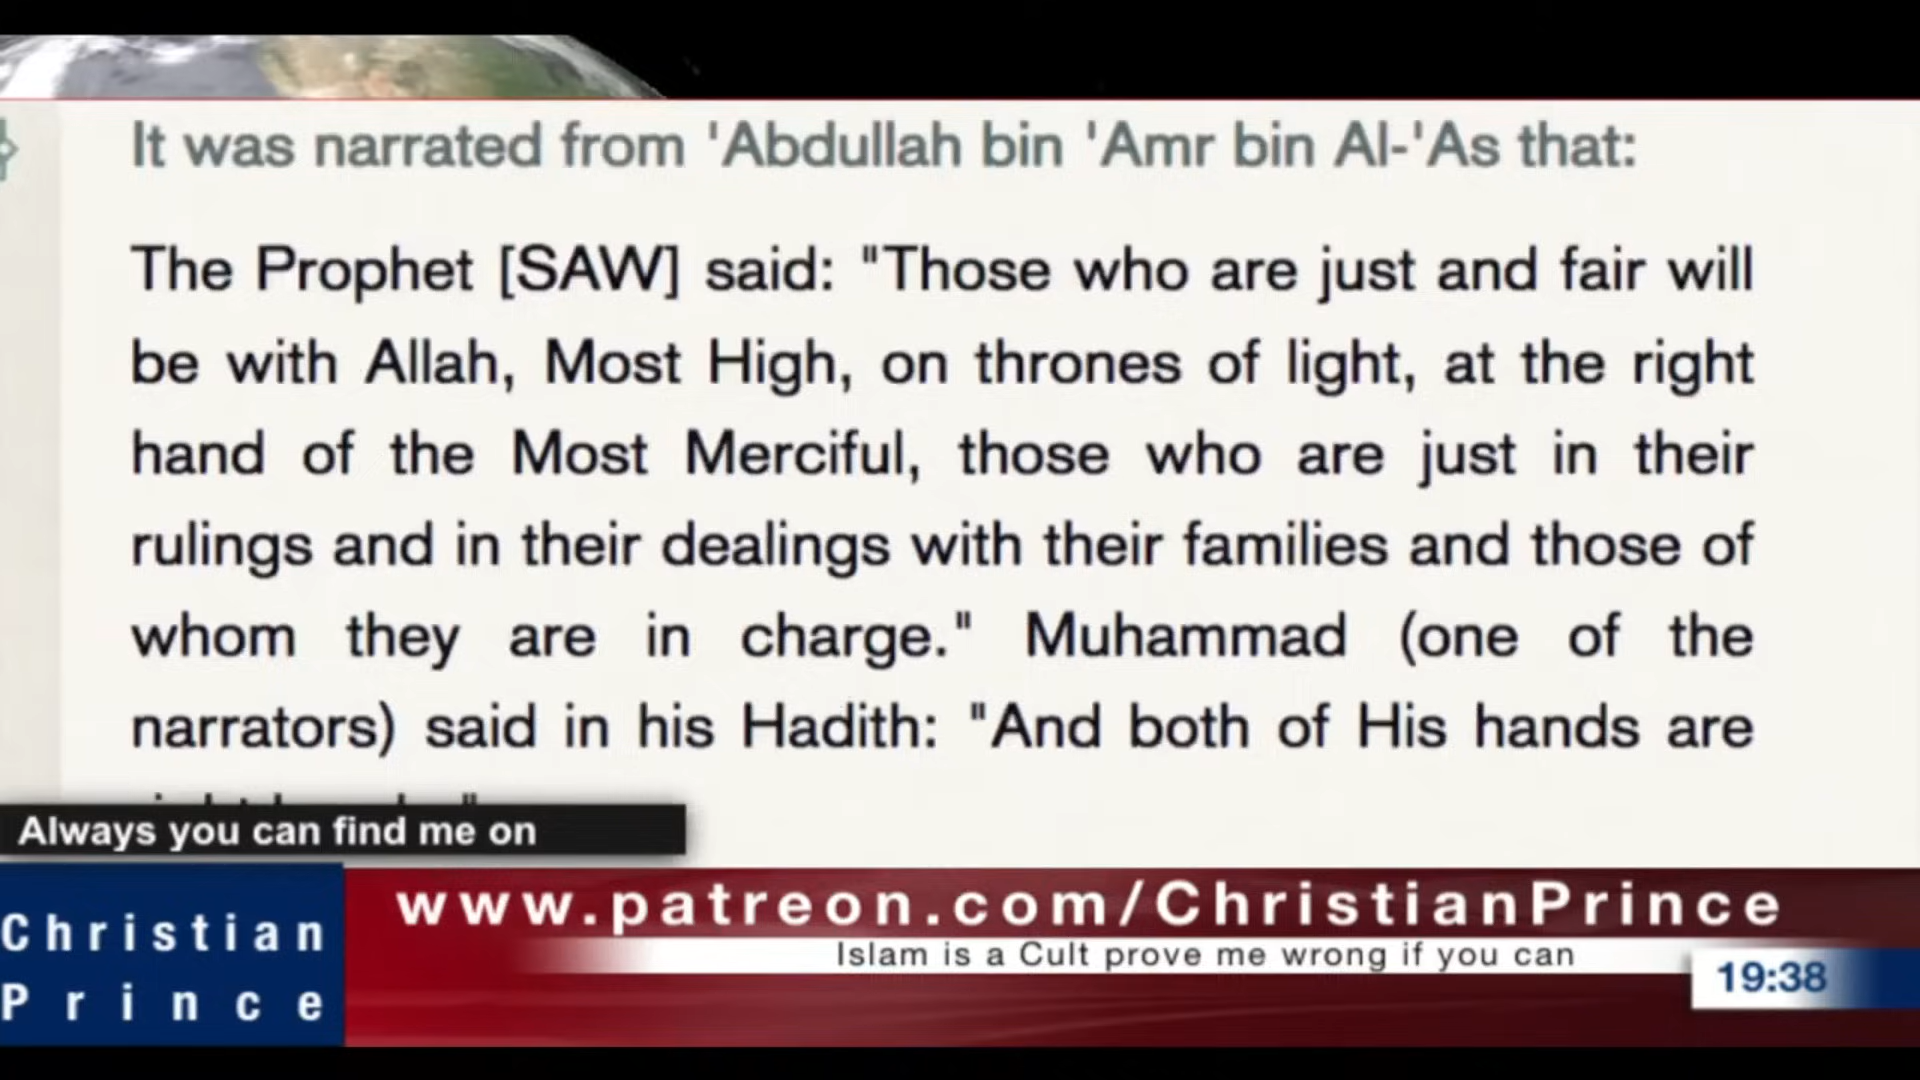 It was narrated from 'Abdullah bin 'Amr bin Al-'As that:
The Prophet [SAW] said: "Those who are just and fair will
be with Allah, Most High, on thrones of light, at the right
hand of the Most Merciful, those who are just in their
rulings and in their dealings with their families and those of
whom they are in charge." Muhammad (one of the
narrators) said in his Hadith: "And both of His hands are
Always you can find me on
Christian
Prince
www.patreon.com/ChristianPrince
Islam is a Cult prove me wrong if you can
19:38